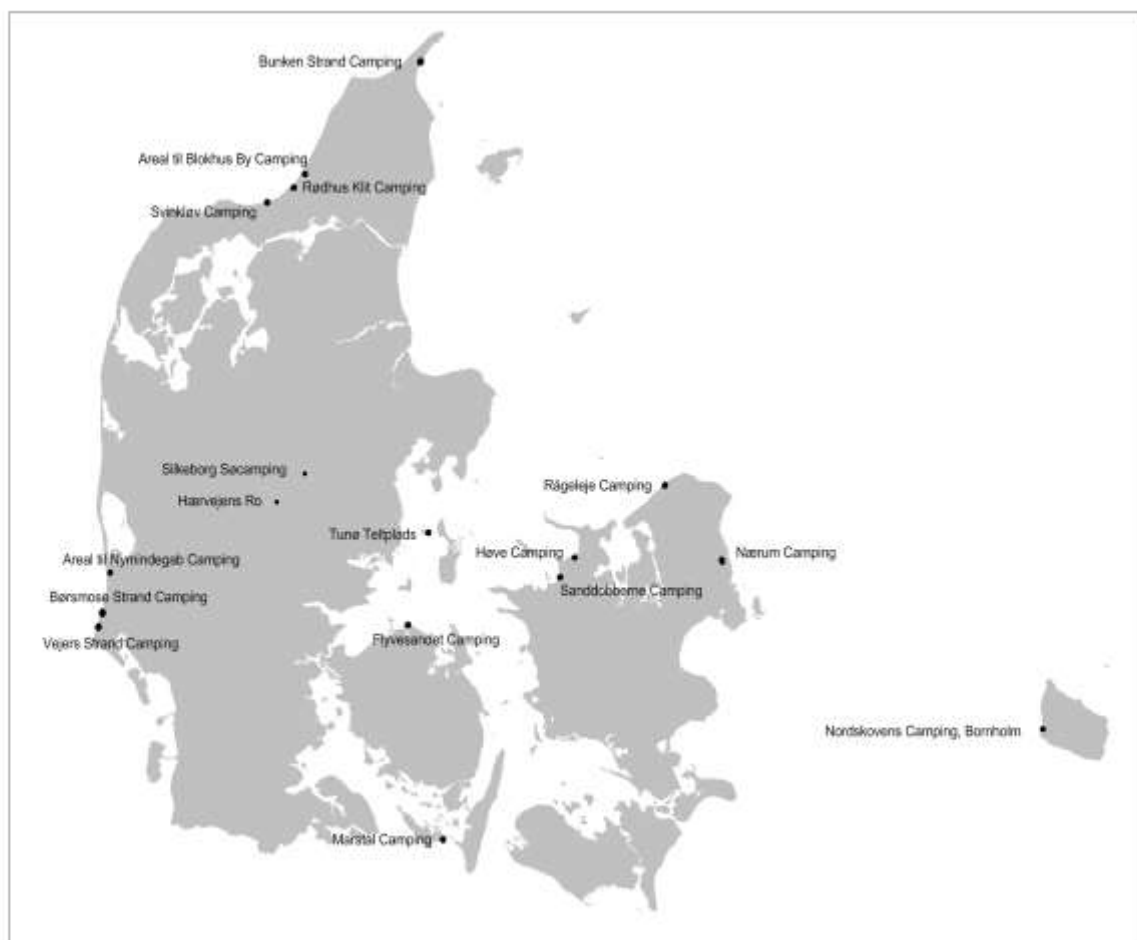 Bunken Strand Camping
Areal til Blokhus By Camping
Rødhus Klit Camping
Svinkløv Camping
Silkeborg Søcamping
Rågeleje Camping
Hærvejens Ro
Tunø Teltplads
Høve Camping
Nærum Camping
Areal til Nymindegab Camping
Sanddobberne Camping
Børsmose Strand Camping
Vejers Strand Camping
Flyvesandet Camping
Nordskovens Camping, Bornholm
Marstal Camping